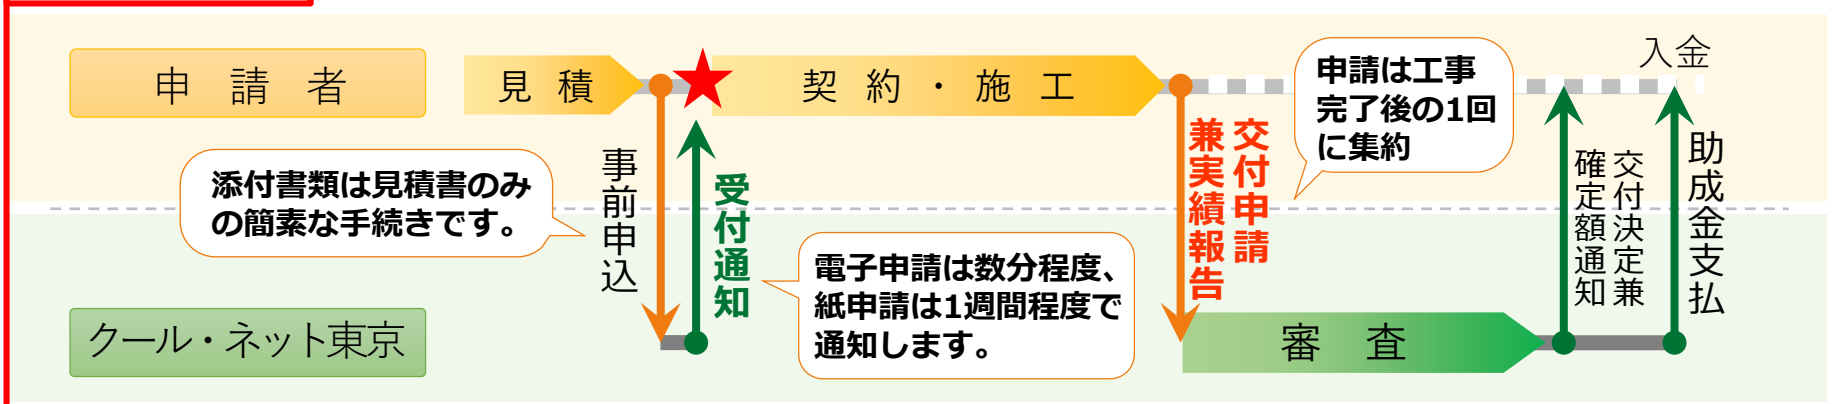 申請者
見積
契約・施工
申請は工事
完了後の1回
に集約
入金
添付書類は見積書のみ
の簡素な手続きです。
事前申込
受付通知
電子申請は数分程度、
紙申請は1週間程度で
通知します。
交付申請
兼実績報告
交付決定兼
確定額通知
助成金支払
クール・ネット東京
審査